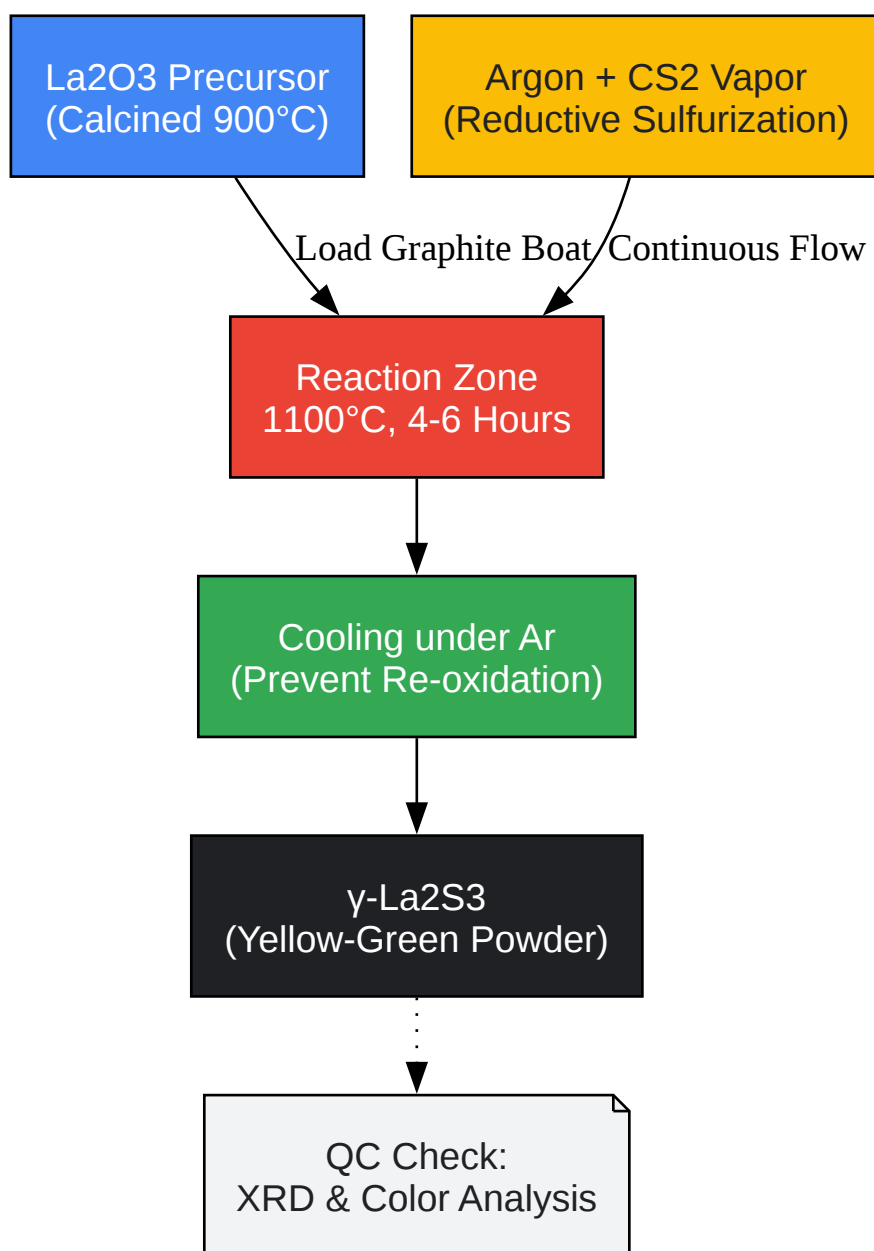 La2O3 Precursor
(Calcined 900°C)
Argon + CS2 Vapor
(Reductive Sulfurization)
Load Graphite Boat
Continuous Flow
Reaction Zone
1100°C, 4-6 Hours
Cooling under Ar
(Prevent Re-oxidation)
γ-La2S3
(Yellow-Green Powder)
QC Check:
XRD & Color Analysis